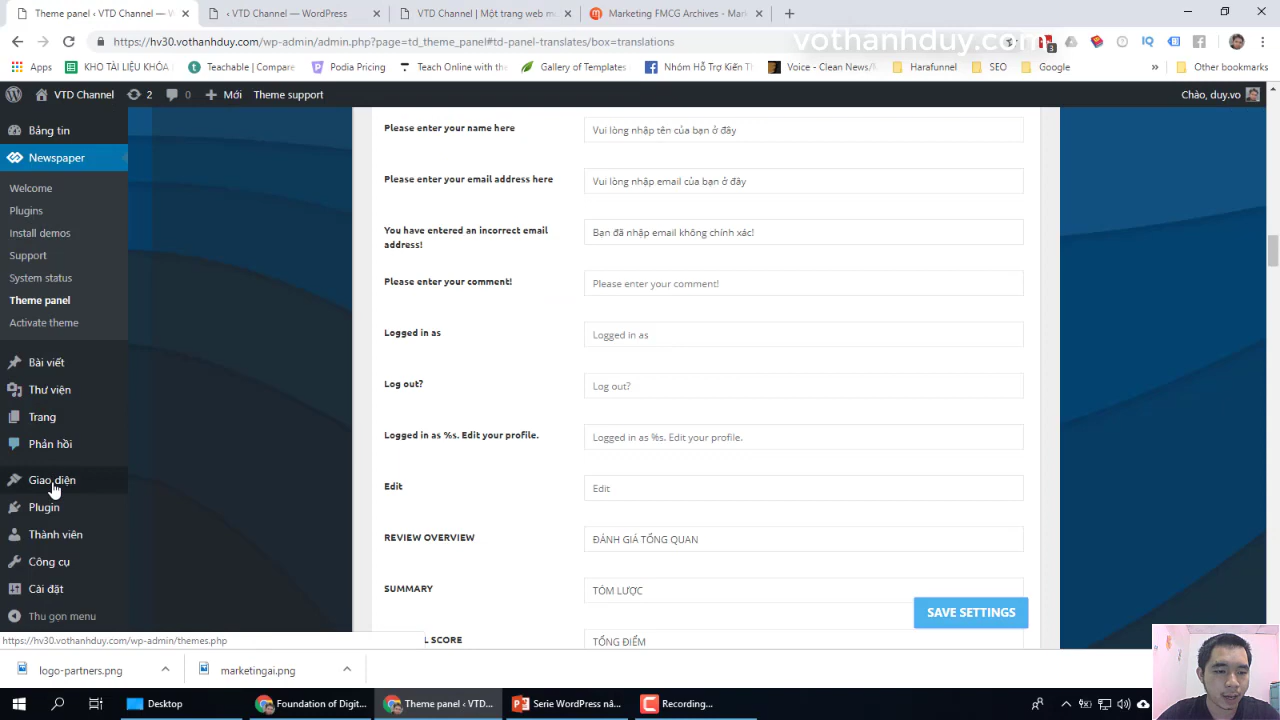 Theme panel ‹ VTD Channel — Wo
‹ VTD Channel — WordPress
VTD Channel | Một trang web m
Marketing FMCG Archives - Mark
https://hv30.vothanhduy.com/wp-admin/admin.php?page=td_theme_panel#td-panel-translates/box=translations
vothanhduy.com
3
Apps
KHO TÀI LIỆU KHÓA
Teachable | Compare
Podia Pricing
Teach Online with the
Gallery of Templates
Nhóm Hỗ Trợ Kiến Th
Voice - Clean News/M
Harafunnel
SEO
Google
Other bookmarks
VTD Channel
2
0
Mới
Theme support
Chào, duy.vo
Bảng tin
Newspaper
Welcome
Plugins
Install demos
Support
System status
Theme panel
Activate theme
Bài viết
Thư viện
Trang
Phản hồi
Giao diện
Plugin
Thành viên
Công cụ
Cài đặt
Thu gọn menu
Please enter your name here
Vui lòng nhập tên của bạn ở đây
Please enter your email address here
Vui lòng nhập email của bạn ở đây
You have entered an incorrect email
address!
Bạn đã nhập email không chính xác!
Please enter your comment!
Please enter your comment!
Logged in as
Logged in as
Log out?
Log out?
Logged in as %s. Edit your profile.
Logged in as %s. Edit your profile.
Edit
Edit
REVIEW OVERVIEW
ĐÁNH GIÁ TỔNG QUAN
SUMMARY
TÓM LƯỢC
SAVE SETTINGS
SCORE
TỔNG ĐIỂM
https://hv30.vothanhduy.com/wp-admin/themes.php
logo-partners.png
marketingai.png
Desktop
Foundation of Digit...
Theme panel ‹ VTD...
Serie WordPress nâ...
Recording...